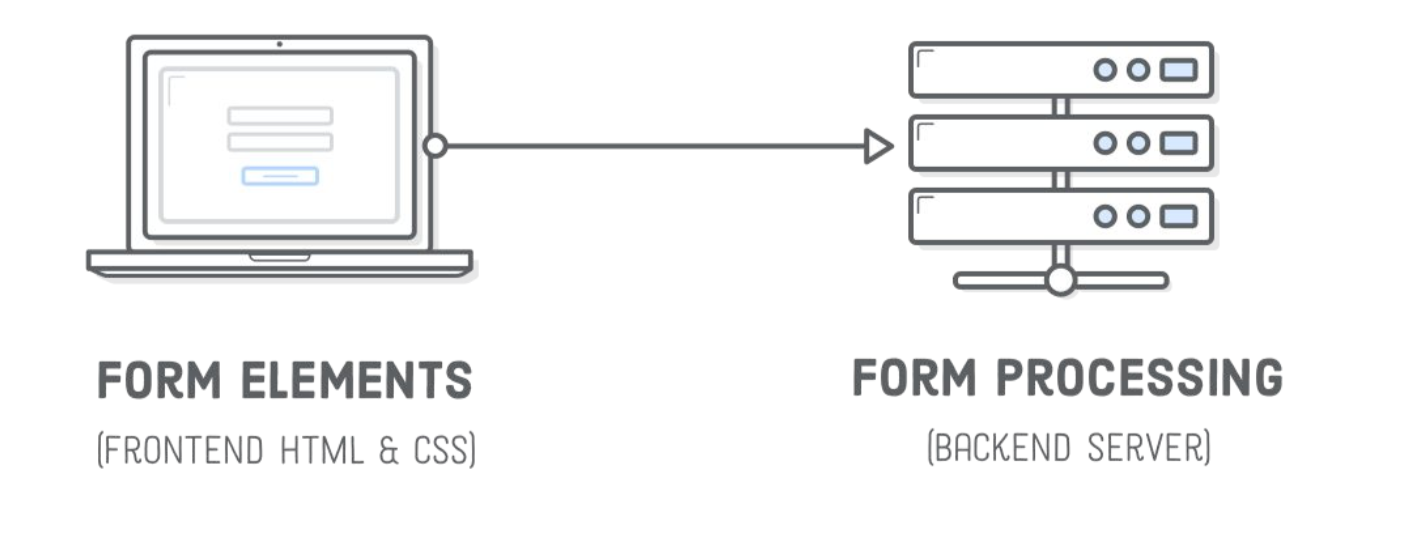 FORM ELEMENTS
(FRONTEND HTML & CSS)
FORM PROCESSING
(BACKEND SERVER)